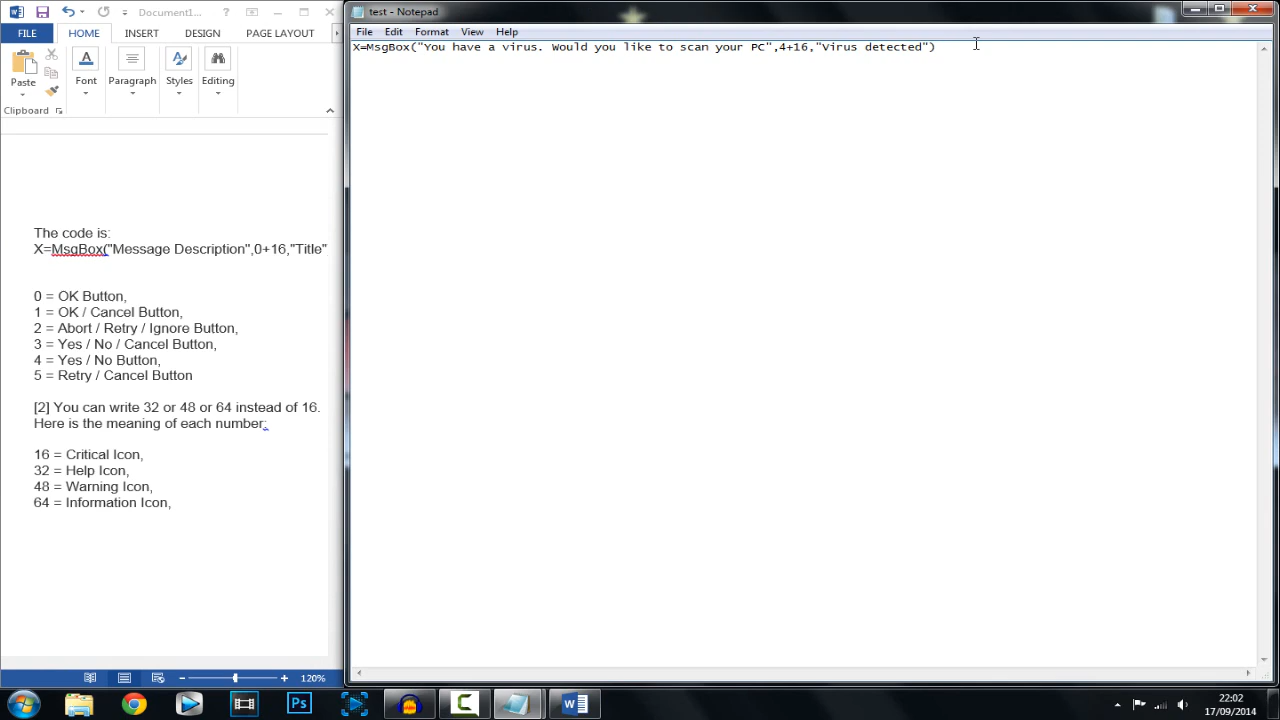 FILE
HOME
INSERT
DESIGN
PAGE LAYOUT
Document1...
?
Paste
Font
Paragraph
Styles
Editing
Clipboard
The code is:
X=MsgBox("Message Description",0+16,"Title"
0 = OK Button,
1 = OK / Cancel Button,
2 = Abort / Retry / Ignore Button,
3 = Yes / No / Cancel Button,
4 = Yes / No Button,
5 = Retry / Cancel Button
[2] You can write 32 or 48 or 64 instead of 16.
Here is the meaning of each number:
16 = Critical Icon,
32 = Help Icon,
48 = Warning Icon,
64 = Information Icon,
120%
test - Notepad
File Edit Format View Help
X=MsgBox("You have a virus. Would you like to scan your PC",4+16,"Virus detected")
Ps
22:02
17/09/2014